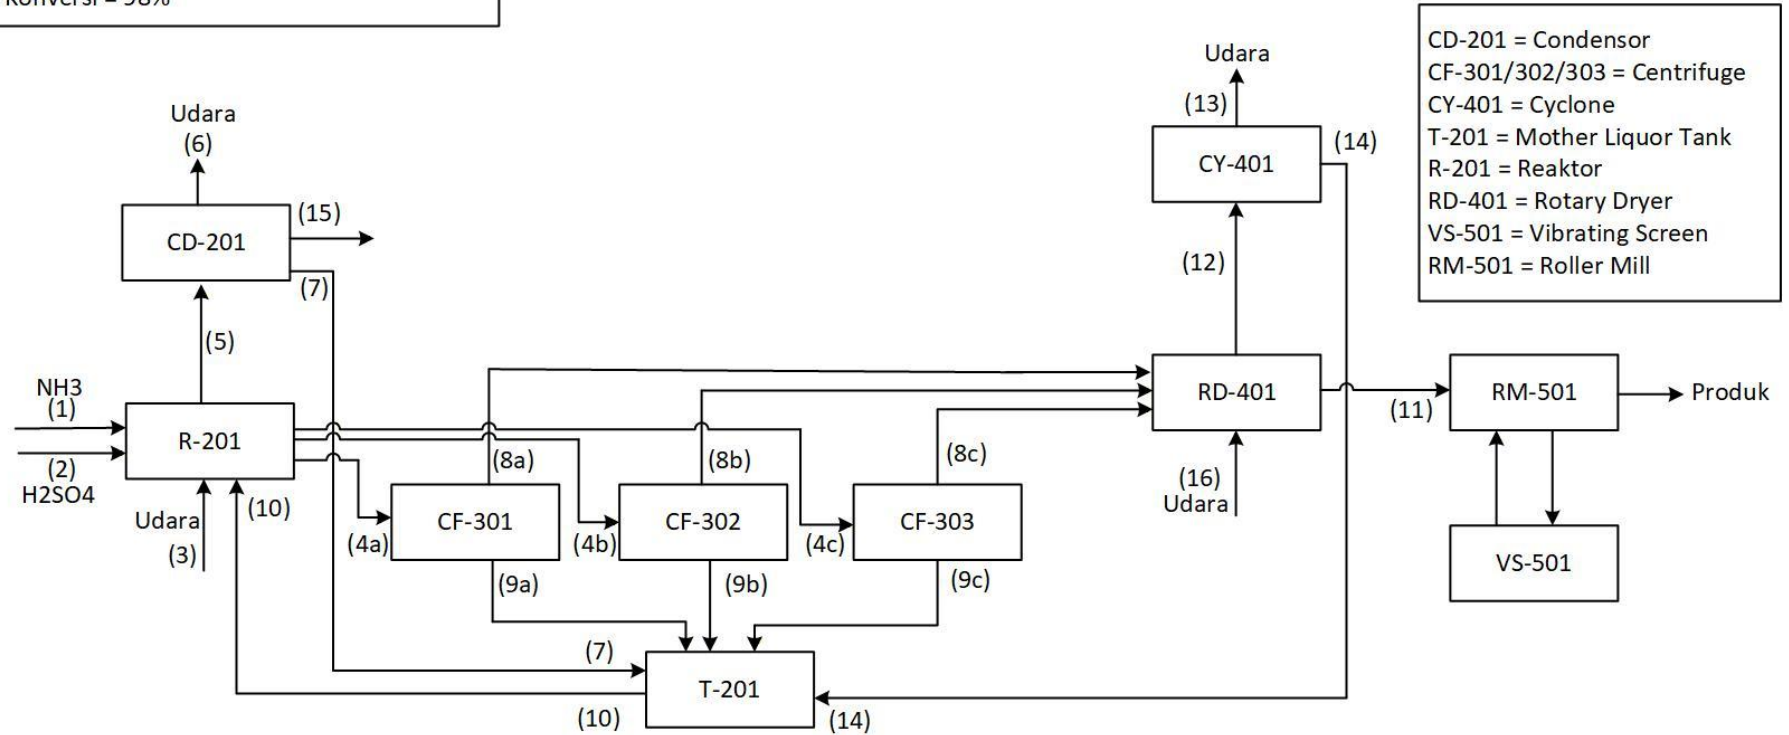 Konversi = 98%
CD-201 = Condensor
CF-301/302/303 = Centrifuge
CY-401 = Cyclone
T-201 = Mother Liquor Tank
R-201 = Reaktor
RD-401 = Rotary Dryer
VS-501 = Vibrating Screen
RM-501 = Roller Mill
Udara
(13)
CY-401
(14)
Udara
(6)
CD-201
(15)
(7)
(12)
(5)
NH3
(1)
R-201
(2)
H2SO4
Udara
(3)
(10)
RD-401
(11)
RM-501
Produk
(8a)
(8b)
(8c)
(16)
Udara
(4a)
CF-301
(4b)
CF-302
(4c)
CF-303
VS-501
(9a)
(9b)
(9c)
(7)
T-201
(10)
(14)